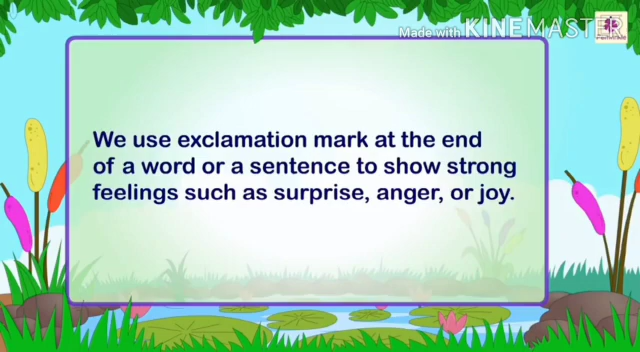 Made with KINEMASTER
We use exclamation mark at the end
of a word or a sentence to show strong
feelings such as surprise, anger, or joy.